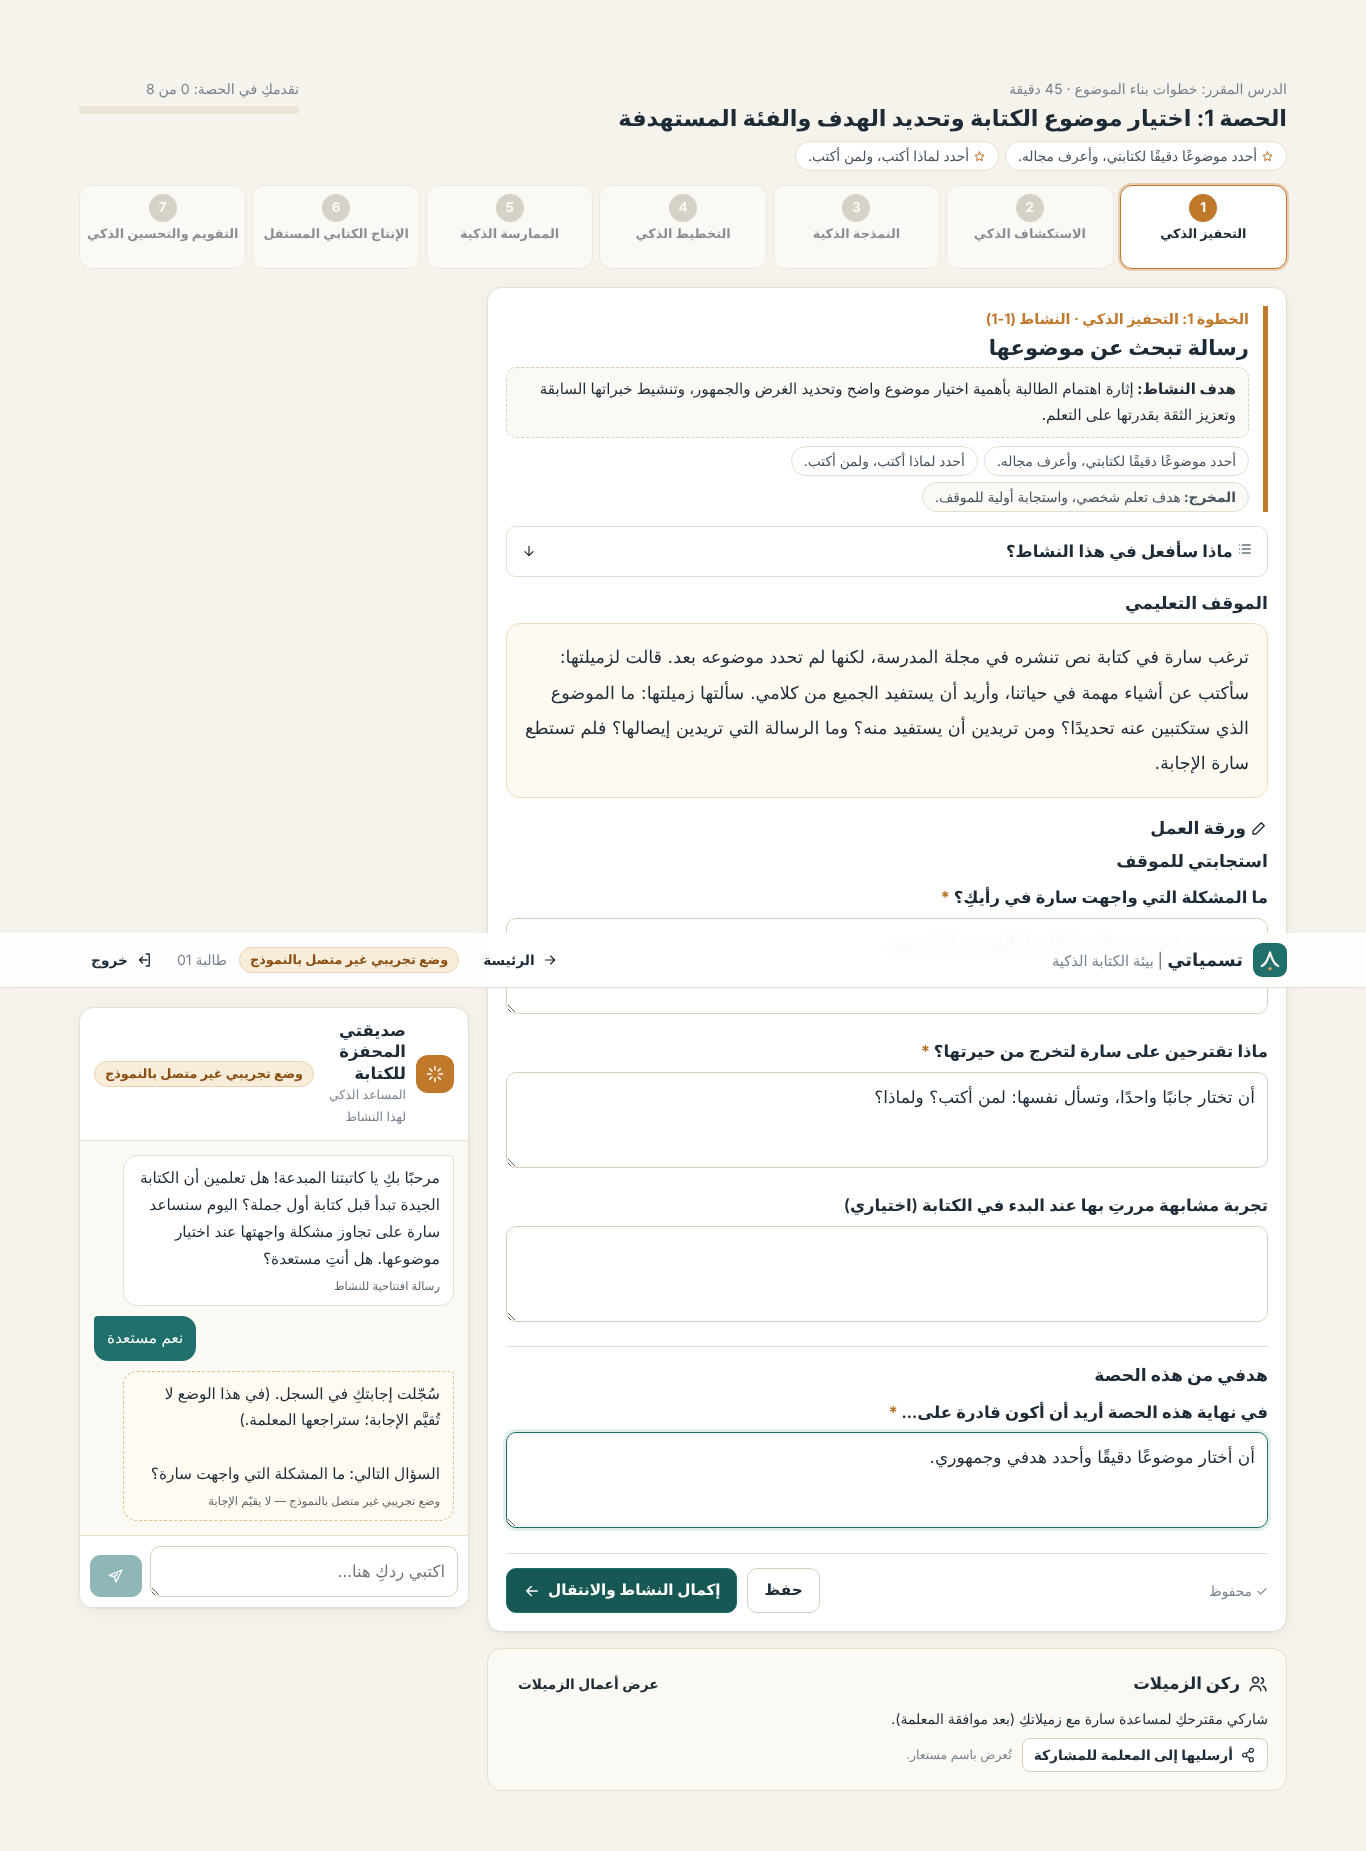 الدرس المقرر: خطوات بناء الموضوع · 45 دقيقة
تقدمكِ في الحصة: 0 من 8
الحصة 1: اختيار موضوع الكتابة وتحديد الهدف والفئة المستهدفة
أحدد موضوعًا دقيقًا لكتابتي، وأعرف مجاله.
أحدد لماذا أكتب، ولمن أكتب.
1
التحفيز الذكي
2
الاستكشاف الذكي
3
النمذجة الذكية
4
التخطيط الذكي
5
الممارسة الذكية
6
الإنتاج الكتابي المستقل
7
التقويم والتحسين الذكي
الخطوة 1: التحفيز الذكي · النشاط (1-1)
رسالة تبحث عن موضوعها
هدف النشاط: إثارة اهتمام الطالبة بأهمية اختيار موضوع واضح وتحديد الغرض والجمهور، وتنشيط خبراتها السابقة
وتعزيز الثقة بقدرتها على التعلم.
أحدد موضوعًا دقيقًا لكتابتي، وأعرف مجاله.
أحدد لماذا أكتب، ولمن أكتب.
المخرج: هدف تعلم شخصي، واستجابة أولية للموقف.
ماذا سأفعل في هذا النشاط؟
الموقف التعليمي
ترغب سارة في كتابة نص تنشره في مجلة المدرسة، لكنها لم تحدد موضوعه بعد. قالت لزميلتها:
سأكتب عن أشياء مهمة في حياتنا، وأريد أن يستفيد الجميع من كلامي. سألتها زميلتها: ما الموضوع
الذي ستكتبين عنه تحديدًا؟ ومن تريدين أن يستفيد منه؟ وما الرسالة التي تريدين إيصالها؟ فلم تستطع
سارة الإجابة.
ورقة العمل
استجابتي للموقف
ما المشكلة التي واجهت سارة في رأيكِ؟ *
تسمياتي | بيئة الكتابة الذكية
الرئيسة
وضع تجريبي غير متصل بالنموذج
طالبة 01
خروج
ماذا تقترحين على سارة لتخرج من حيرتها؟ *
أن تختار جانبًا واحدًا، وتسأل نفسها: لمن أكتب؟ ولماذا؟
تجربة مشابهة مررتِ بها عند البدء في الكتابة (اختياري)
هدفي من هذه الحصة
في نهاية هذه الحصة أريد أن أكون قادرة على... *
أن أختار موضوعًا دقيقًا وأحدد هدفي وجمهوري.
✓ محفوظ
حفظ
إكمال النشاط والانتقال
صديقتي
المحفزة
للكتابة
المساعد الذكي
لهذا النشاط
وضع تجريبي غير متصل بالنموذج
مرحبًا بكِ يا كاتبتنا المبدعة! هل تعلمين أن الكتابة
الجيدة تبدأ قبل كتابة أول جملة؟ اليوم سنساعد
سارة على تجاوز مشكلة واجهتها عند اختيار
موضوعها. هل أنتِ مستعدة؟
رسالة افتتاحية للنشاط
نعم مستعدة
سُجّلت إجابتكِ في السجل. (في هذا الوضع لا
تُقيَّم الإجابة؛ ستراجعها المعلمة.)
السؤال التالي: ما المشكلة التي واجهت سارة؟
وضع تجريبي غير متصل بالنموذج — لا يقيّم الإجابة
اكتبي ردكِ هنا...
ركن الزميلات
عرض أعمال الزميلات
شاركي مقترحكِ لمساعدة سارة مع زميلاتكِ (بعد موافقة المعلمة).
أرسليها إلى المعلمة للمشاركة
تُعرض باسم مستعار.